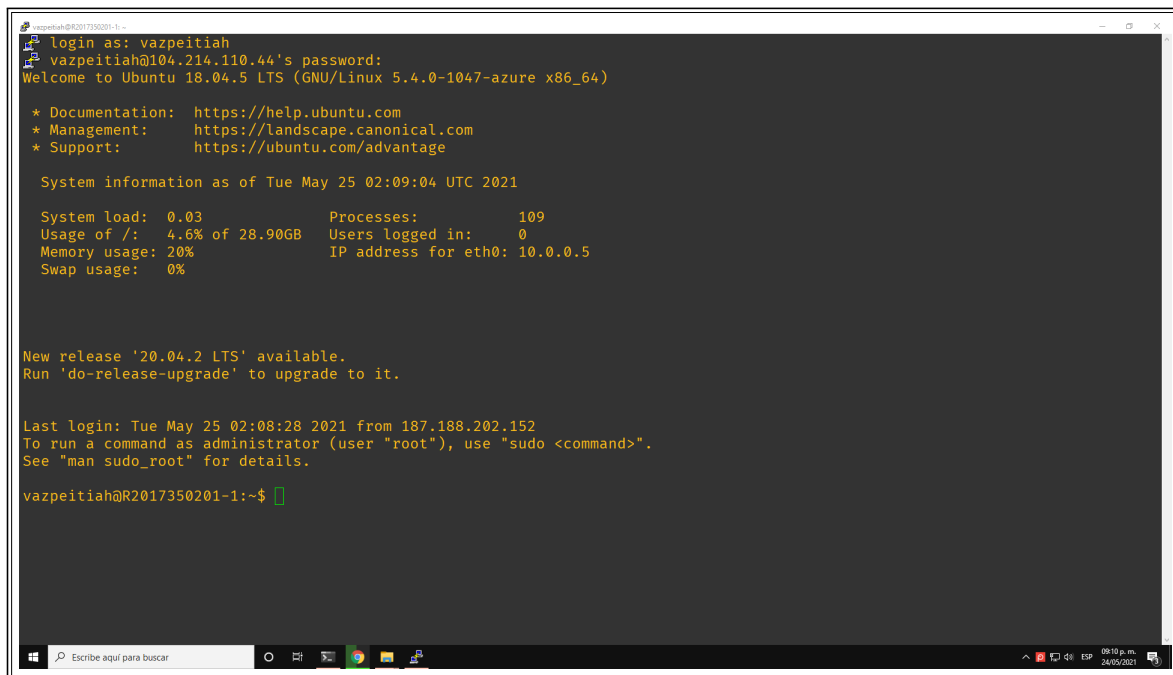 vazpeitiah@R2017350201-1: ~
login as: vazpeitiah
vazpeitiah@104.214.110.44's password:
Welcome to Ubuntu 18.04.5 LTS (GNU/Linux 5.4.0-1047-azure x86_64)
* Documentation:  https://help.ubuntu.com
* Management:     https://landscape.canonical.com
* Support:        https://ubuntu.com/advantage
System information as of Tue May 25 02:09:04 UTC 2021
System load:  0.03              Processes:           109
Usage of /:   4.6% of 28.90GB   Users logged in:     0
Memory usage: 20%               IP address for eth0: 10.0.0.5
Swap usage:   0%
New release '20.04.2 LTS' available.
Run 'do-release-upgrade' to upgrade to it.
Last login: Tue May 25 02:08:28 2021 from 187.188.202.152
To run a command as administrator (user "root"), use "sudo <command>".
See "man sudo_root" for details.
vazpeitiah@R2017350201-1:~$
Escribe aquí para buscar
ESP
09:10 p. m.
24/05/2021
3